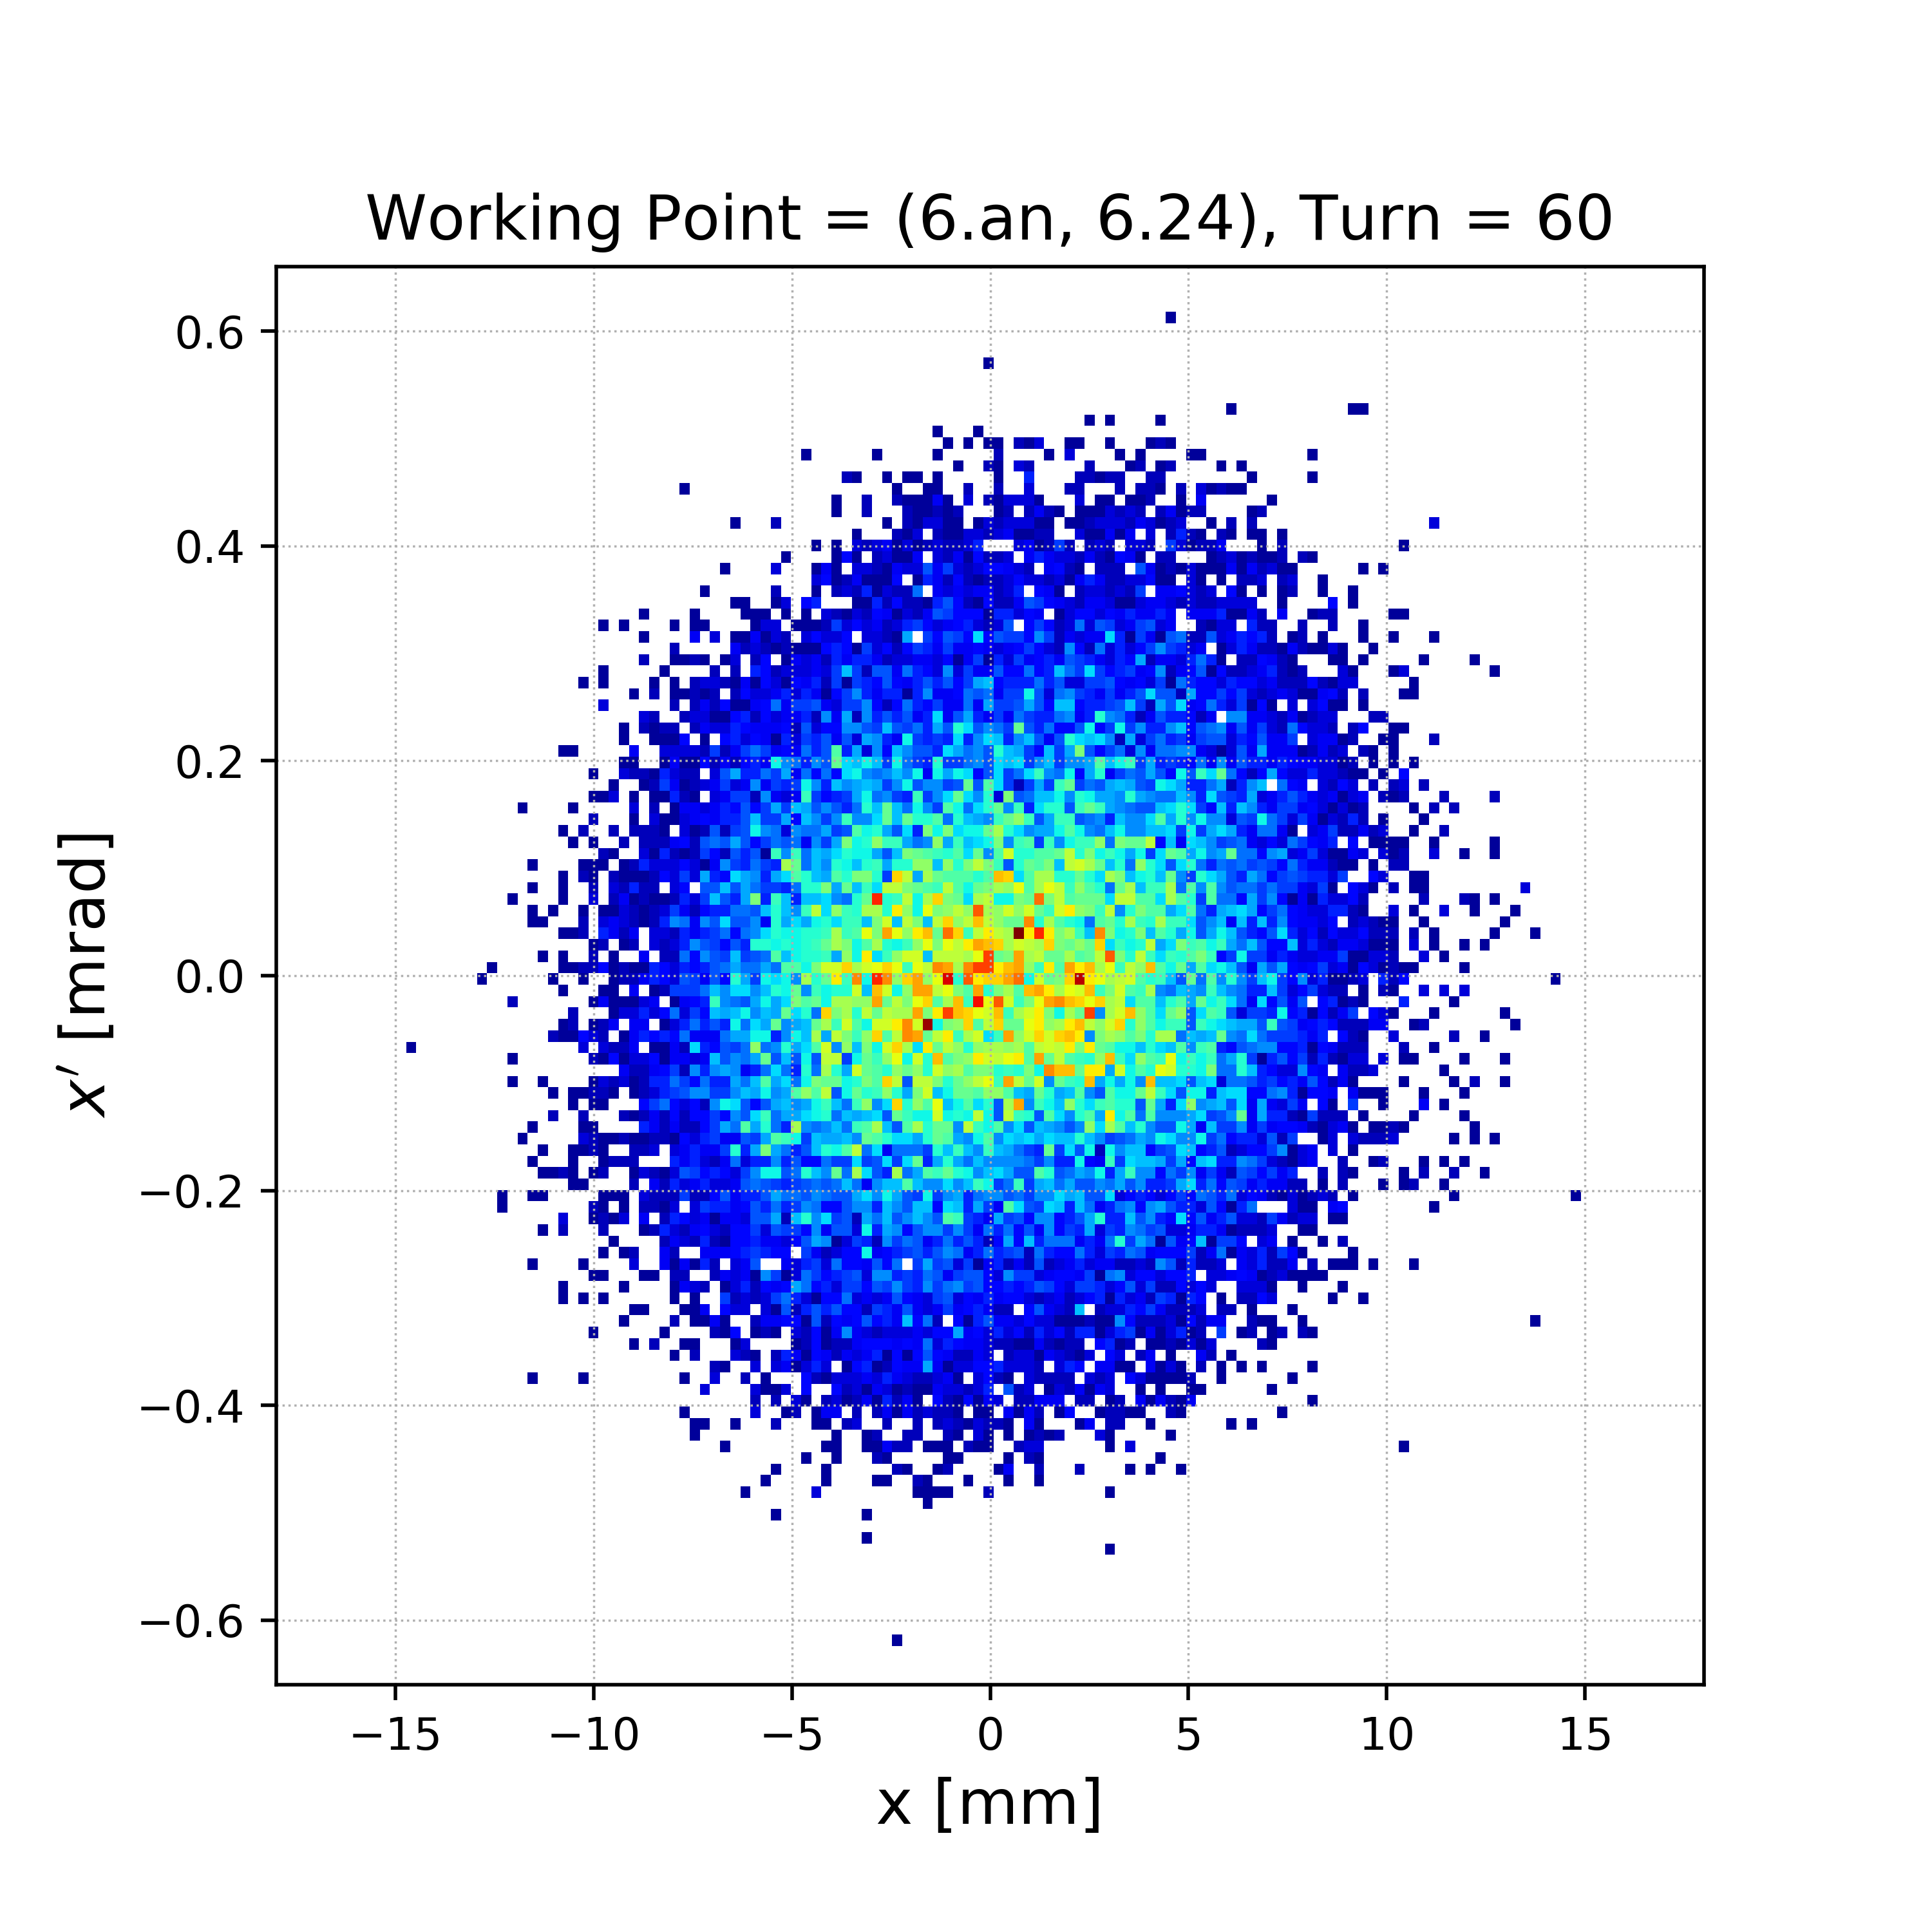 Working Point = (6.an, 6.24), Turn = 60
0.6
0.4
0.2
0.0
−0.2
−0.4
−0.6
x′ [mrad]
−15 −10 −5 0 5 10 15
x [mm]